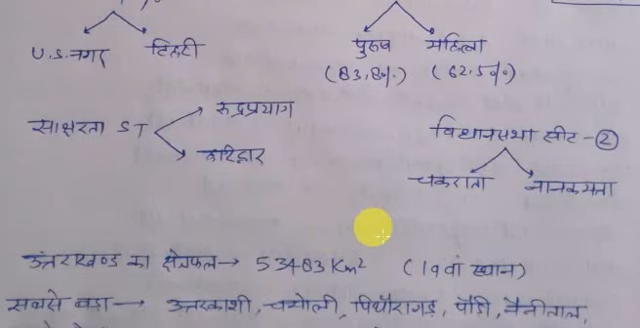 U.S.नगर टिहरी
पुरुष महिला
(83.8%) (62.5%)
साक्षरता ST रुद्रप्रयाग
हरिद्वार
विधानसभा सीट - 2
चकराता नानकमत्ता
उत्तराखण्ड का क्षेत्रफल → 53483 Km² (19वां स्थान)
सबसे बड़ा → उत्तरकाशी, चमोली, पिथौरागढ़, पौडी, नैनीताल,